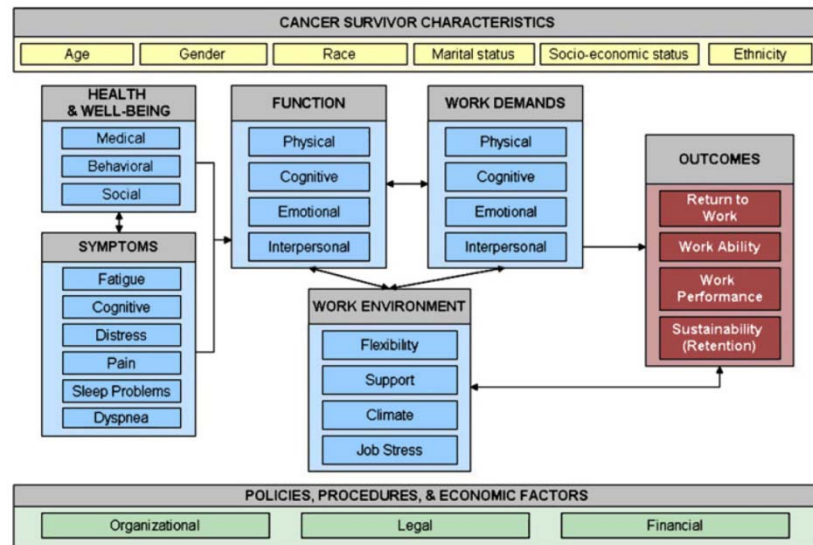 CANCER SURVIVOR CHARACTERISTICS
Age
Gender
Race
Marital status
Socio-economic status
Ethnicity
HEALTH
& WELL-BEING
Medical
Behavioral
Social
SYMPTOMS
Fatigue
Cognitive
Distress
Pain
Sleep Problems
Dyspnea
FUNCTION
Physical
Cognitive
Emotional
Interpersonal
WORK DEMANDS
Physical
Cognitive
Emotional
Interpersonal
WORK ENVIRONMENT
Flexibility
Support
Climate
Job Stress
OUTCOMES
Return to
Work
Work Ability
Work
Performance
Sustainability
(Retention)
POLICIES, PROCEDURES, & ECONOMIC FACTORS
Organizational
Legal
Financial